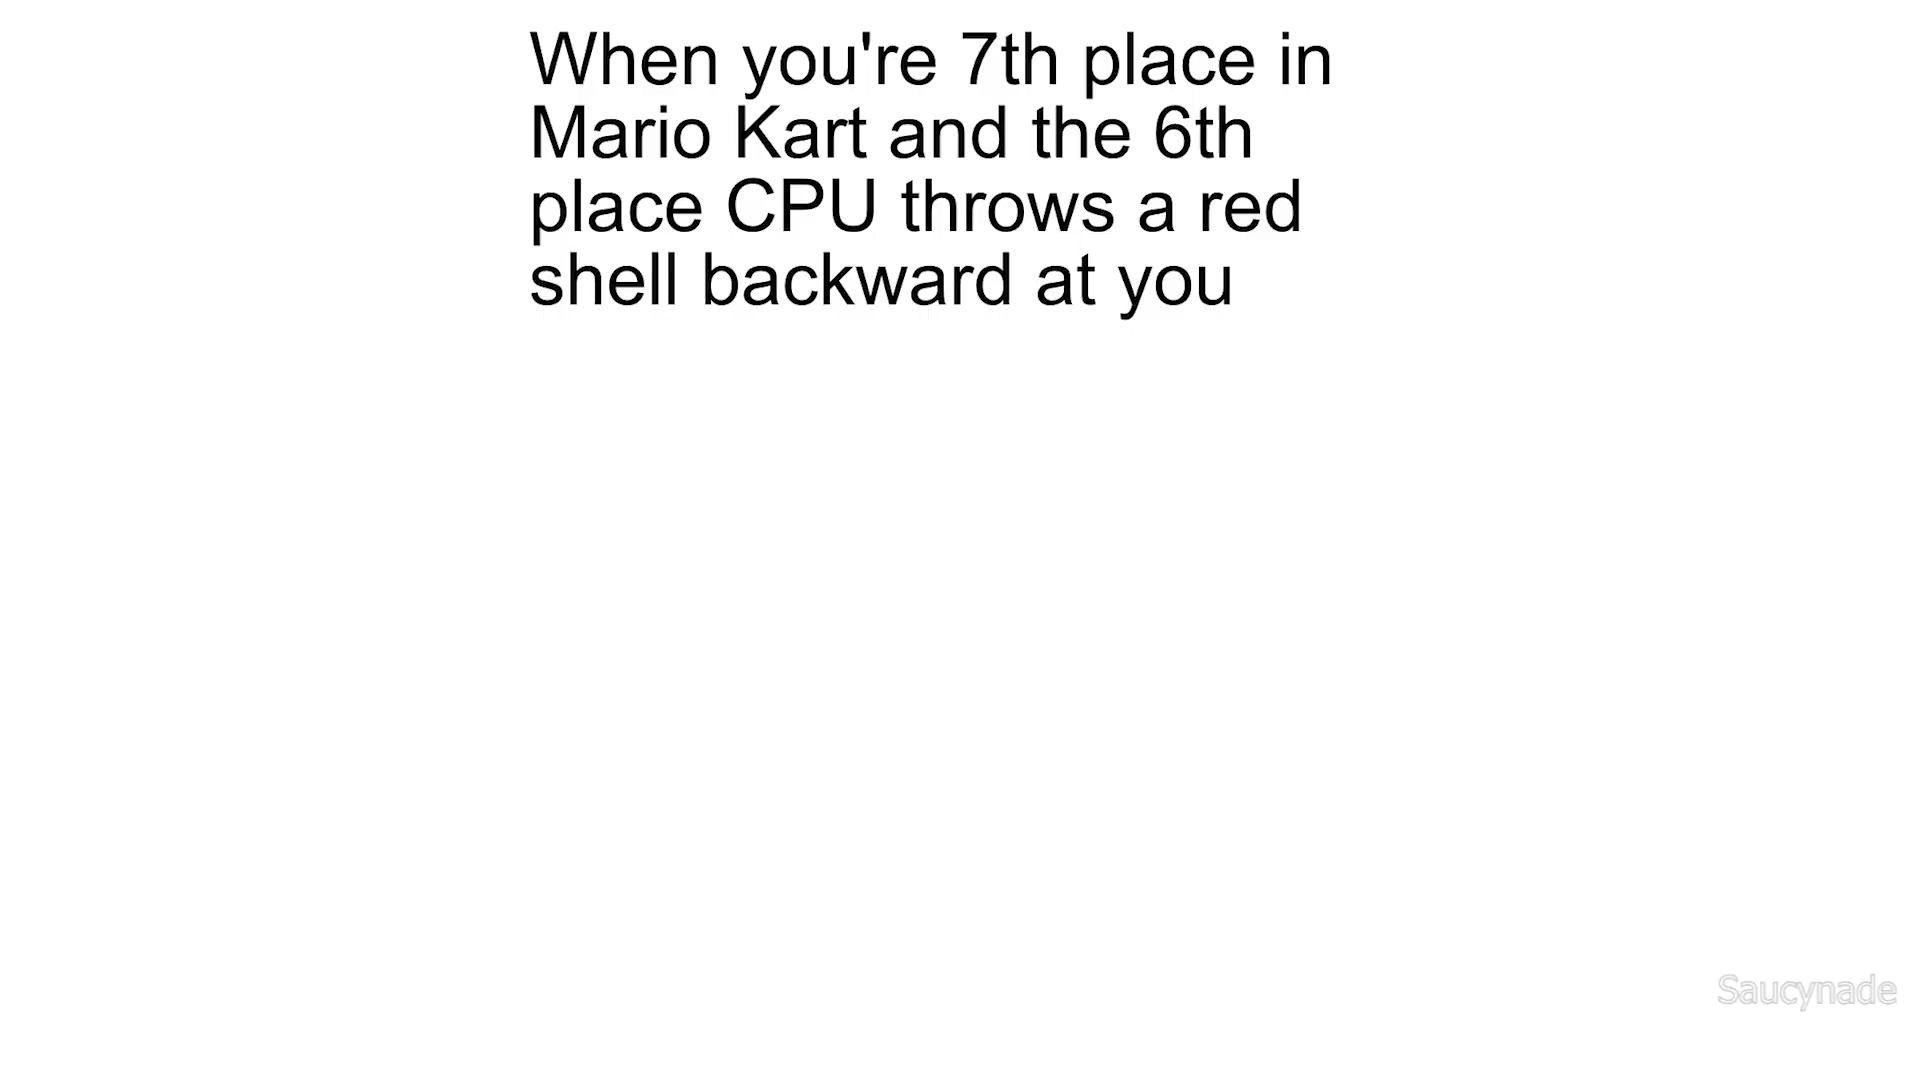 When you're 7th place in
Mario Kart and the 6th
place CPU throws a red
shell backward at you
Saucynade